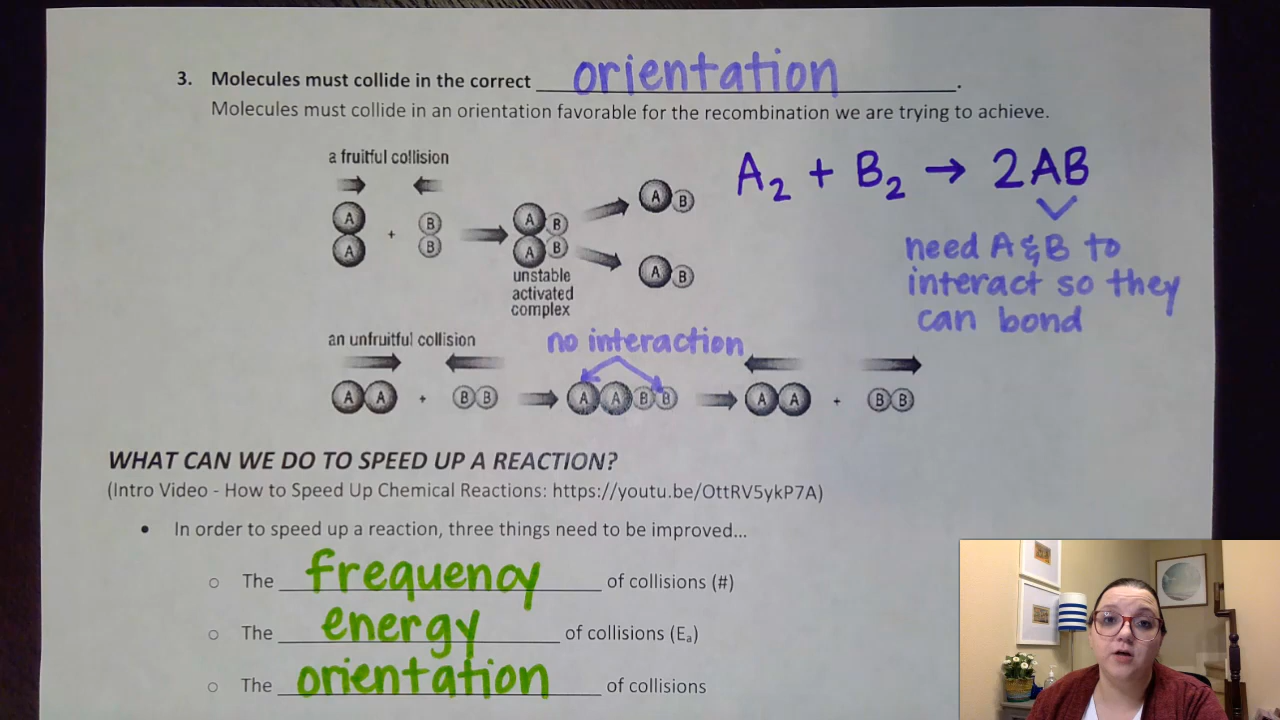 3. Molecules must collide in the correct orientation.
Molecules must collide in an orientation favorable for the recombination we are trying to achieve.
a fruitful collision
A A + B B A B A B A B A B
unstable
activated
complex
A₂ + B₂ → 2AB
need A & B to
interact so they
can bond
an unfruitful collision
no interaction
A A + B B A A B B A A + B B
WHAT CAN WE DO TO SPEED UP A REACTION?
(Intro Video - How to Speed Up Chemical Reactions: https://youtu.be/OttRV5ykP7A)
• In order to speed up a reaction, three things need to be improved...
○ The frequency of collisions (#)
○ The energy of collisions (Eₐ)
○ The orientation of collisions